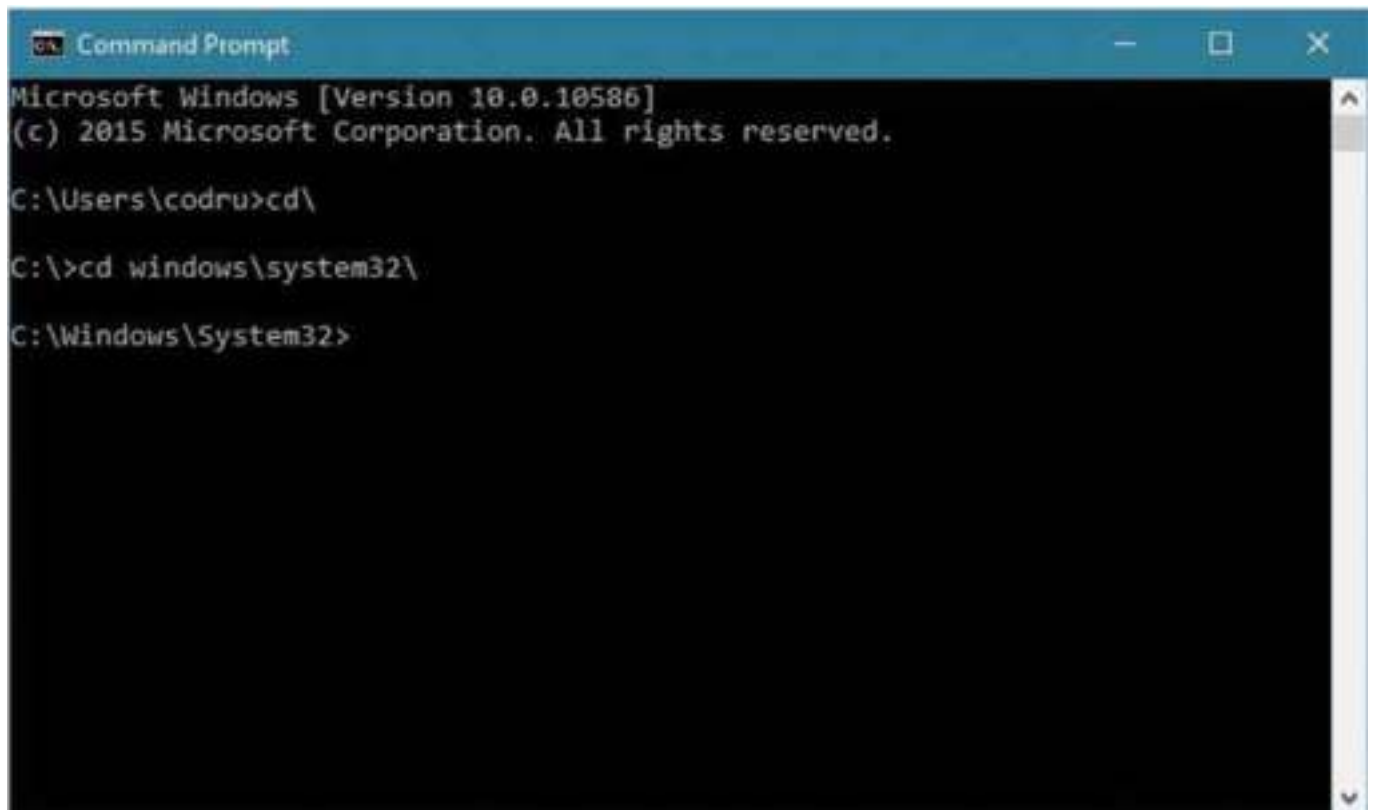 Command Prompt
Microsoft Windows [Version 10.0.10586]
(c) 2015 Microsoft Corporation. All rights reserved.
C:\Users\codru>cd\
C:\>cd windows\system32\
C:\Windows\System32>